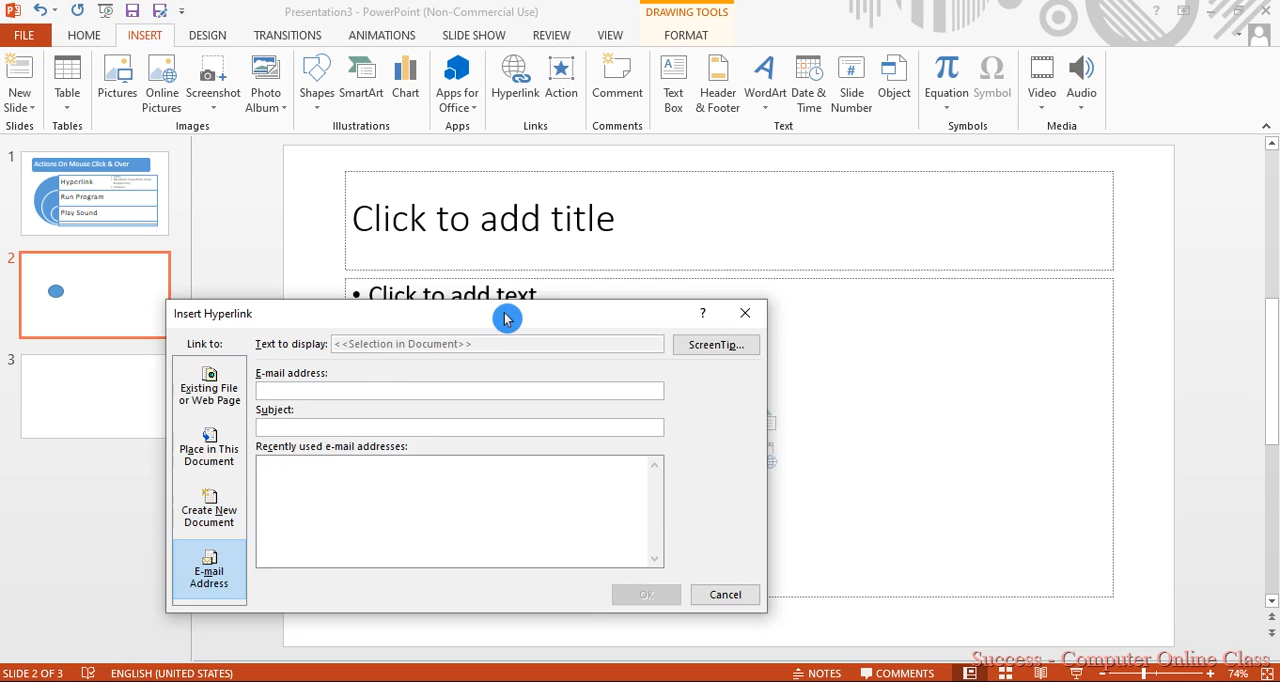 Presentation3 - PowerPoint (Non-Commercial Use)
DRAWING TOOLS
FILE HOME INSERT DESIGN TRANSITIONS ANIMATIONS SLIDE SHOW REVIEW VIEW FORMAT
New Slide
Table
Pictures
Online Pictures
Screenshot
Photo Album
Shapes
SmartArt
Chart
Apps for Office
Hyperlink
Action
Comment
Text Box
Header & Footer
WordArt
Date & Time
Slide Number
Object
Equation
Symbol
Video
Audio
Slides Tables Images Illustrations Apps Links Comments Text Symbols Media
1
Actions On Mouse Click & Over
Hyperlink
Run Program
Play Sound
2
3
Click to add title
• Click to add text
Insert Hyperlink
? ×
Link to:
Text to display: <<Selection in Document>>
ScreenTip...
Existing File or Web Page
Place in This Document
Create New Document
E-mail Address
E-mail address:
Subject:
Recently used e-mail addresses:
OK
Cancel
SLIDE 2 OF 3 ENGLISH (UNITED STATES) NOTES COMMENTS 74%
Success - Computer Online Class